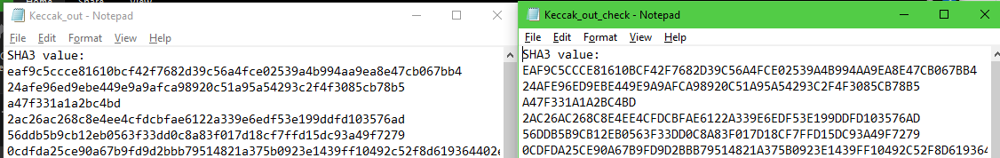 Keccak_out - Notepad
File Edit Format View Help
SHA3 value:
eaf9c5ccce81610bcf42f7682d39c56a4fce02539a4b994aa9ea8e47cb067bb4
24afe96ed9ebe449e9a9afca98920c51a95a54293c2f4f3085cb78b5
a47f331a1a2bc4bd
2ac26ac268c8e4ee4cfdcbfae6122a339e6edf53e199ddfd103576ad
56ddb5b9cb12eb0563f33dd0c8a83f017d18cf7ffd15dc93a49f7279
0cdfda25ce90a67b9fd9d2bbb79514821a375b0923e1439ff10492c52f8d619364402e
Keccak_out_check - Notepad
File Edit Format View Help
SHA3 value:
EAF9C5CCCE81610BCF42F7682D39C56A4FCE02539A4B994AA9EA8E47CB067BB4
24AFE96ED9EBE449E9A9AFCA98920C51A95A54293C2F4F3085CB78B5
A47F331A1A2BC4BD
2AC26AC268C8E4EE4CFDCBFAE6122A339E6EDF53E199DDFD103576AD
56DDB5B9CB12EB0563F33DD0C8A83F017D18CF7FFD15DC93A49F7279
0CDFDA25CE90A67B9FD9D2BBB79514821A375B0923E1439FF10492C52F8D619364